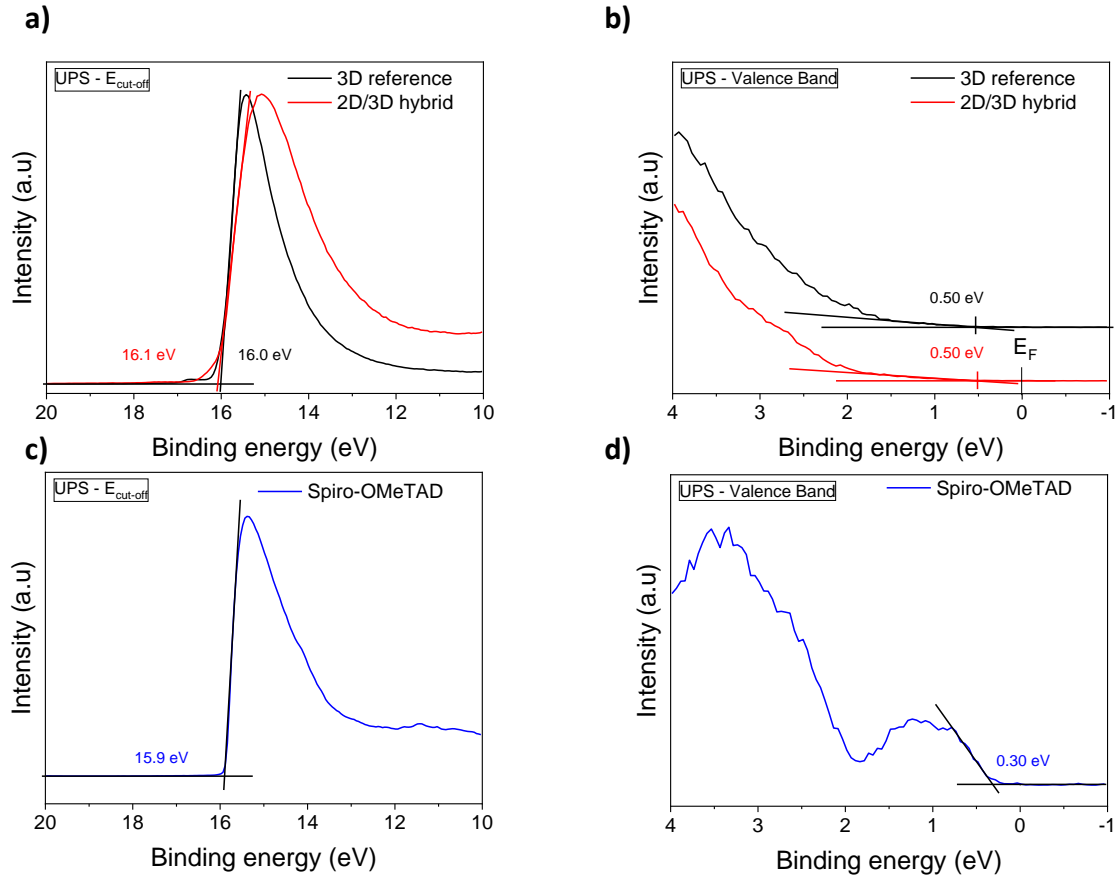 a)
UPS - Ecut-off
3D reference
2D/3D hybrid
16.1 eV
16.0 eV
Intensity (a.u)
20 18 16 14 12 10
Binding energy (eV)
b)
UPS - Valence Band
3D reference
2D/3D hybrid
0.50 eV
0.50 eV
EF
Intensity (a.u)
4 3 2 1 0 -1
Binding energy (eV)
c)
UPS - Ecut-off
Spiro-OMeTAD
15.9 eV
Intensity (a.u)
20 18 16 14 12 10
Binding energy (eV)
d)
UPS - Valence Band
Spiro-OMeTAD
0.30 eV
Intensity (a.u)
4 3 2 1 0 -1
Binding energy (eV)